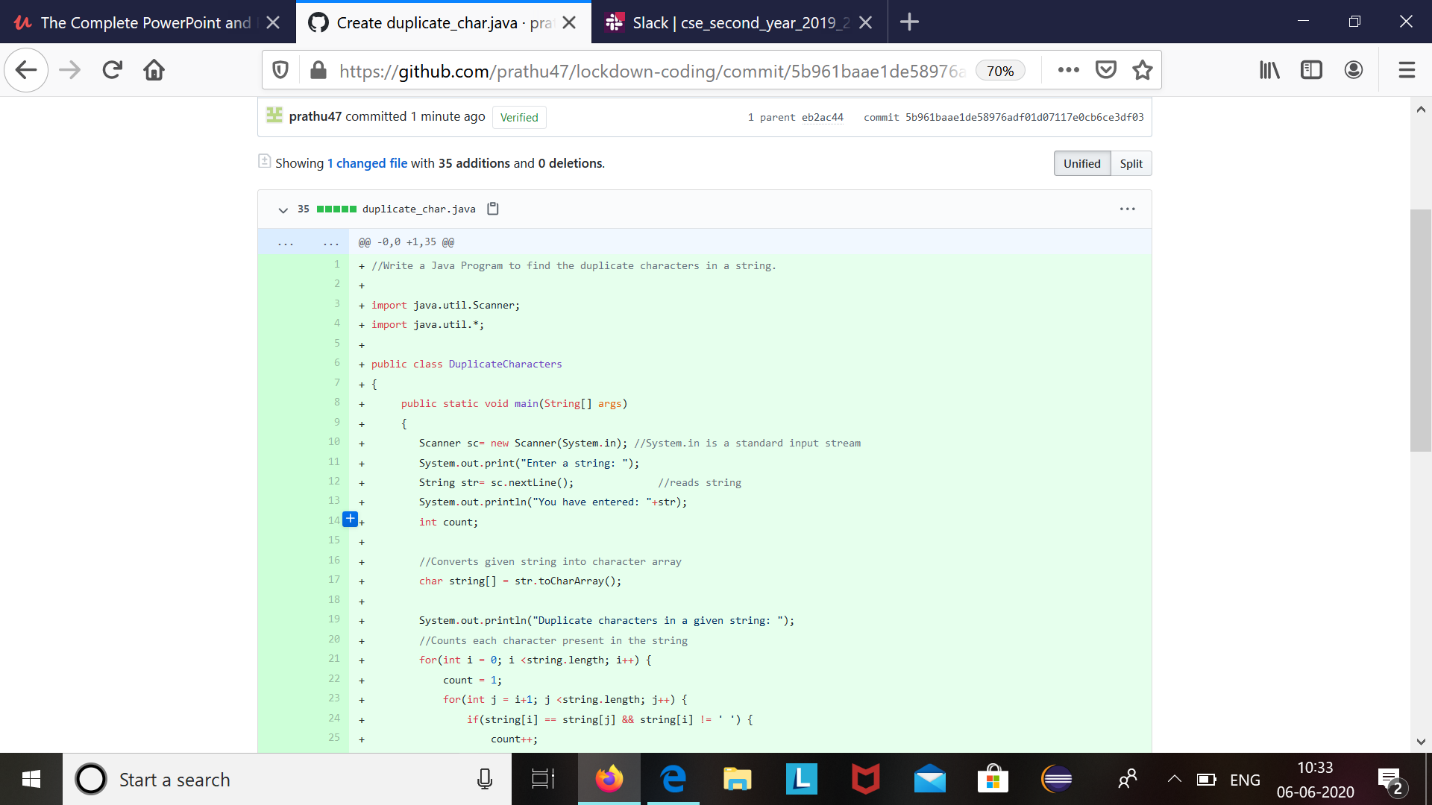 The Complete PowerPoint and
Create duplicate_char.java · pra
Slack | cse_second_year_2019_2
https://github.com/prathu47/lockdown-coding/commit/5b961baae1de58976a
70%
prathu47 committed 1 minute ago Verified
1 parent eb2ac44 commit 5b961baae1de58976adf01d07117e0cb6ce3df03
Showing 1 changed file with 35 additions and 0 deletions.
Unified Split
35 duplicate_char.java
... ... @@ -0,0 +1,35 @@
1 + //Write a Java Program to find the duplicate characters in a string.
2 +
3 + import java.util.Scanner;
4 + import java.util.*;
5 +
6 + public class DuplicateCharacters
7 + {
8 + public static void main(String[] args)
9 + {
10 + Scanner sc= new Scanner(System.in); //System.in is a standard input stream
11 + System.out.print("Enter a string: ");
12 + String str= sc.nextLine(); //reads string
13 + System.out.println("You have entered: "+str);
14 + int count;
15 +
16 + //Converts given string into character array
17 + char string[] = str.toCharArray();
18 +
19 + System.out.println("Duplicate characters in a given string: ");
20 + //Counts each character present in the string
21 + for(int i = 0; i <string.length; i++) {
22 + count = 1;
23 + for(int j = i+1; j <string.length; j++) {
24 + if(string[i] == string[j] && string[i] != ' ') {
25 + count++;
Start a search
L
ENG
10:33
06-06-2020
2